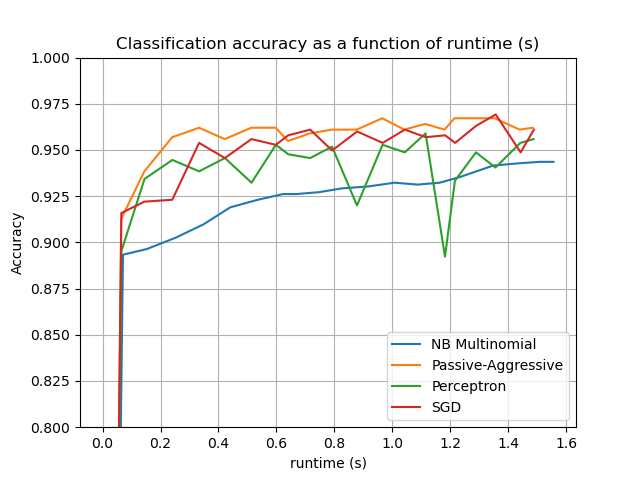 Classification accuracy as a function of runtime (s)
1.000
0.975
0.950
0.925
0.900
0.875
0.850
0.825
0.800
Accuracy
NB Multinomial
Passive-Aggressive
Perceptron
SGD
0.0 0.2 0.4 0.6 0.8 1.0 1.2 1.4 1.6
runtime (s)